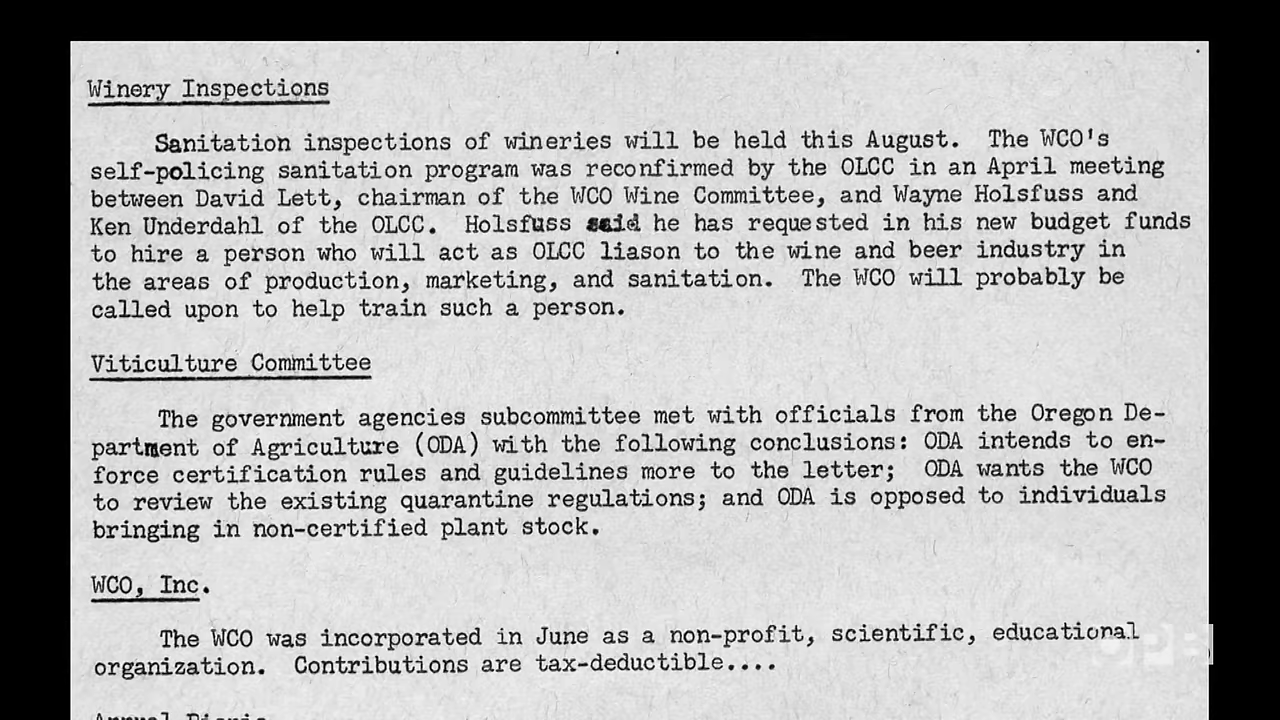 Winery Inspections
Sanitation inspections of wineries will be held this August. The WCO's
self-policing sanitation program was reconfirmed by the OLCC in an April meeting
between David Lett, chairman of the WCO Wine Committee, and Wayne Holsfuss and
Ken Underdahl of the OLCC. Holsfuss said he has requested in his new budget funds
to hire a person who will act as OLCC liason to the wine and beer industry in
the areas of production, marketing, and sanitation. The WCO will probably be
called upon to help train such a person.
Viticulture Committee
The government agencies subcommittee met with officials from the Oregon De-
partment of Agriculture (ODA) with the following conclusions: ODA intends to en-
force certification rules and guidelines more to the letter; ODA wants the WCO
to review the existing quarantine regulations; and ODA is opposed to individuals
bringing in non-certified plant stock.
WCO, Inc.
The WCO was incorporated in June as a non-profit, scientific, educational
organization. Contributions are tax-deductible....
OPB